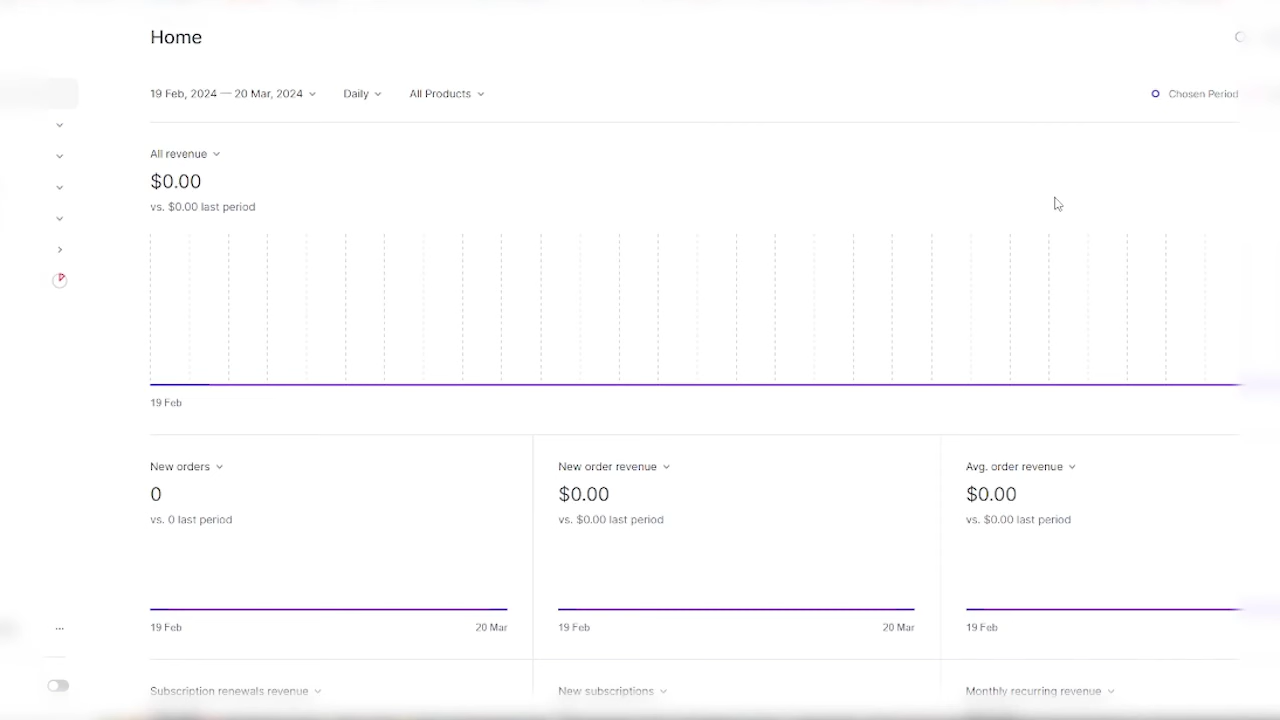 Home
19 Feb, 2024 — 20 Mar, 2024 Daily All Products Chosen Period
All revenue
$0.00
vs. $0.00 last period
19 Feb
New orders New order revenue Avg. order revenue
0 $0.00 $0.00
vs. 0 last period vs. $0.00 last period vs. $0.00 last period
19 Feb 20 Mar 19 Feb 20 Mar 19 Feb
Subscription renewals revenue New subscriptions Monthly recurring revenue